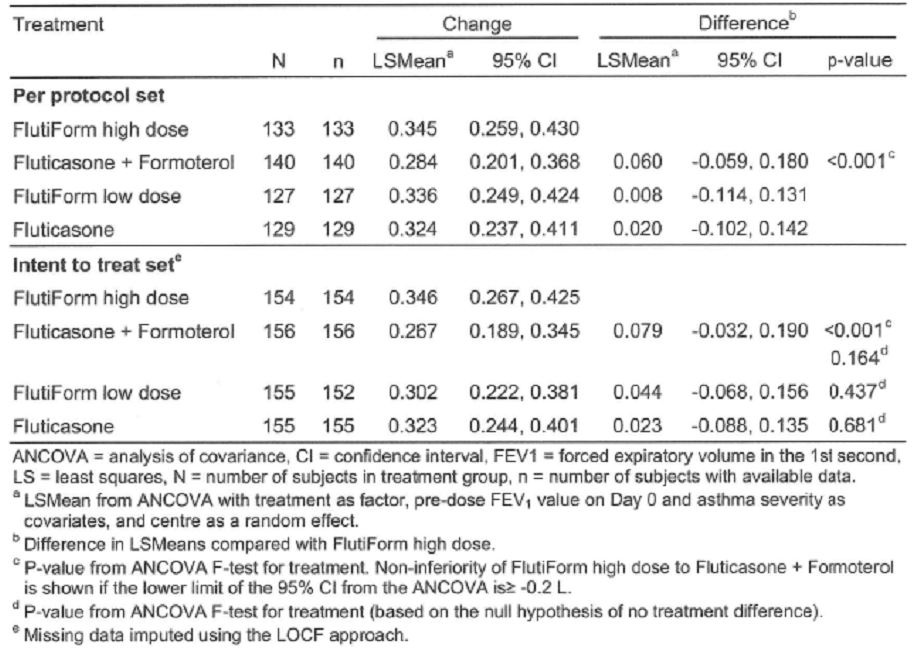 Treatment Change Difference^b
N n LSMean^a 95% CI LSMean^a 95% CI p-value
Per protocol set
FlutiForm high dose 133 133 0.345 0.259, 0.430
Fluticasone + Formoterol 140 140 0.284 0.201, 0.368 0.060 -0.059, 0.180 <0.001^c
FlutiForm low dose 127 127 0.336 0.249, 0.424 0.008 -0.114, 0.131
Fluticasone 129 129 0.324 0.237, 0.411 0.020 -0.102, 0.142
Intent to treat set^e
FlutiForm high dose 154 154 0.346 0.267, 0.425
Fluticasone + Formoterol 156 156 0.267 0.189, 0.345 0.079 -0.032, 0.190 <0.001^c
0.164^d
FlutiForm low dose 155 152 0.302 0.222, 0.381 0.044 -0.068, 0.156 0.437^d
Fluticasone 155 155 0.323 0.244, 0.401 0.023 -0.088, 0.135 0.681^d
ANCOVA = analysis of covariance, CI = confidence interval, FEV1 = forced expiratory volume in the 1st second,
LS = least squares, N = number of subjects in treatment group, n = number of subjects with available data.
^a LSMean from ANCOVA with treatment as factor, pre-dose FEV₁ value on Day 0 and asthma severity as
covariates, and centre as a random effect.
^b Difference in LSMeans compared with FlutiForm high dose.
^c P-value from ANCOVA F-test for treatment. Non-inferiority of FlutiForm high dose to Fluticasone + Formoterol
is shown if the lower limit of the 95% CI from the ANCOVA is≥ -0.2 L.
^d P-value from ANCOVA F-test for treatment (based on the null hypothesis of no treatment difference).
^e Missing data imputed using the LOCF approach.